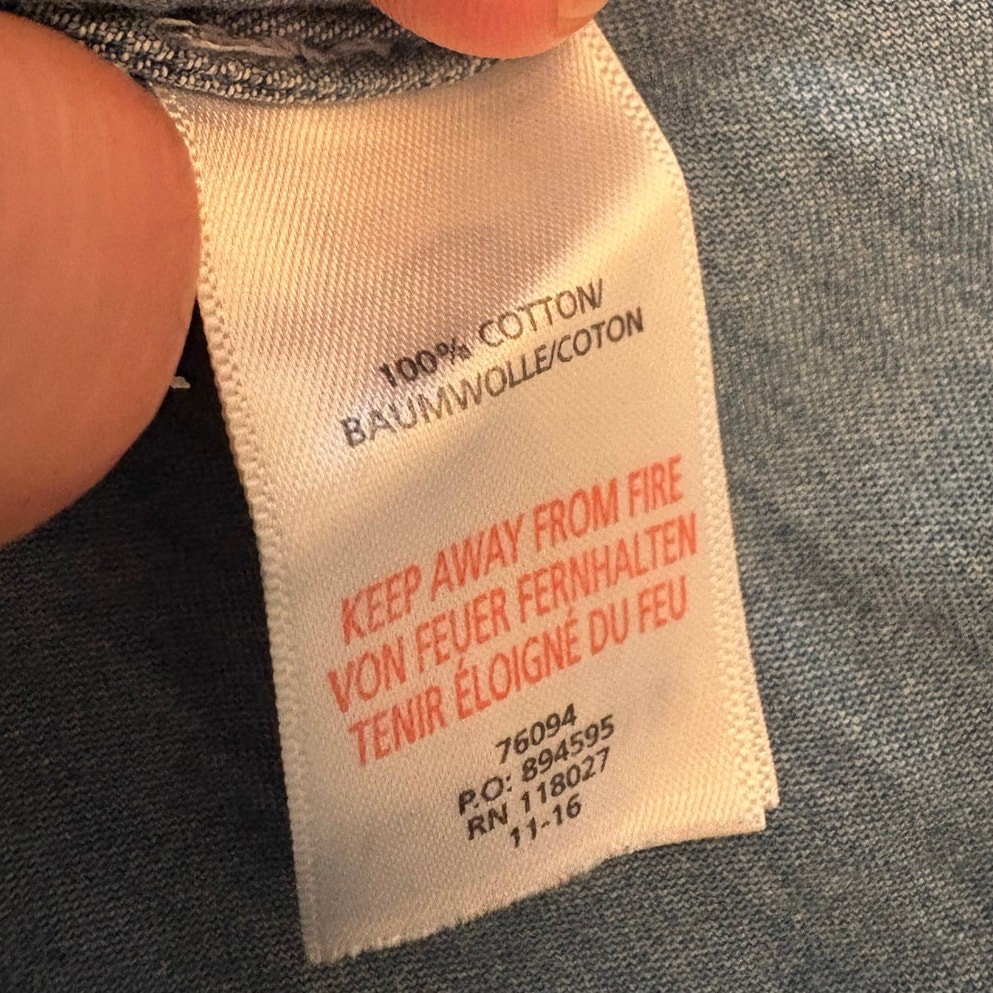 100% COTTON/
BAUMWOLLE/COTON
KEEP AWAY FROM FIRE
VON FEUER FERNHALTEN
TENIR ÉLOIGNÉ DU FEU
76094
P.O: 894595
RN 118027
11-16